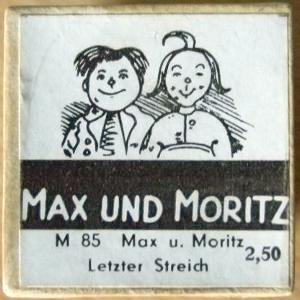 MAX UND MORITZ
M 85 Max u. Moritz 2,50
Letzter Streich